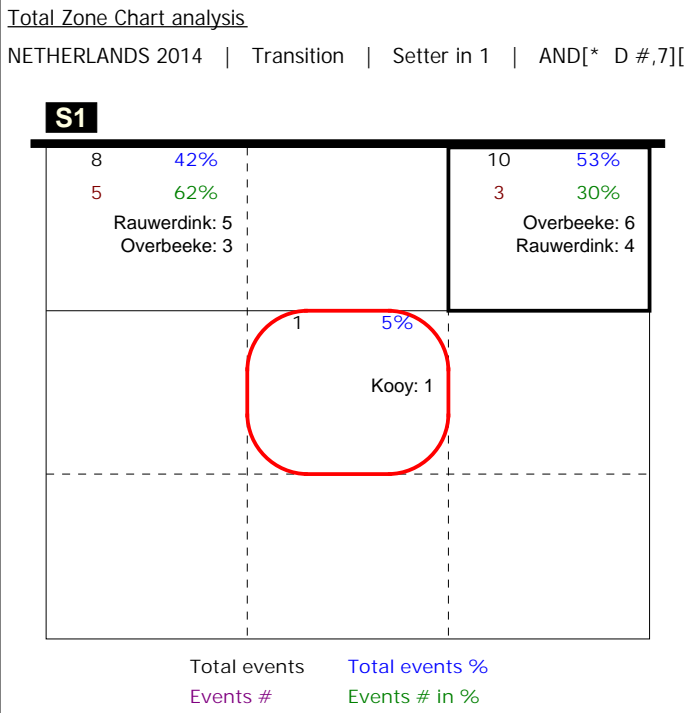 Total Zone Chart analysis
NETHERLANDS 2014 | Transition | Setter in 1 | AND[* D #,7][
S1
8 42% 10 53%
5 62% 3 30%
Rauwerdink: 5 Overbeeke: 6
Overbeeke: 3 Rauwerdink: 4
1 5%
Kooy: 1
Total events Total events %
Events # Events # in %